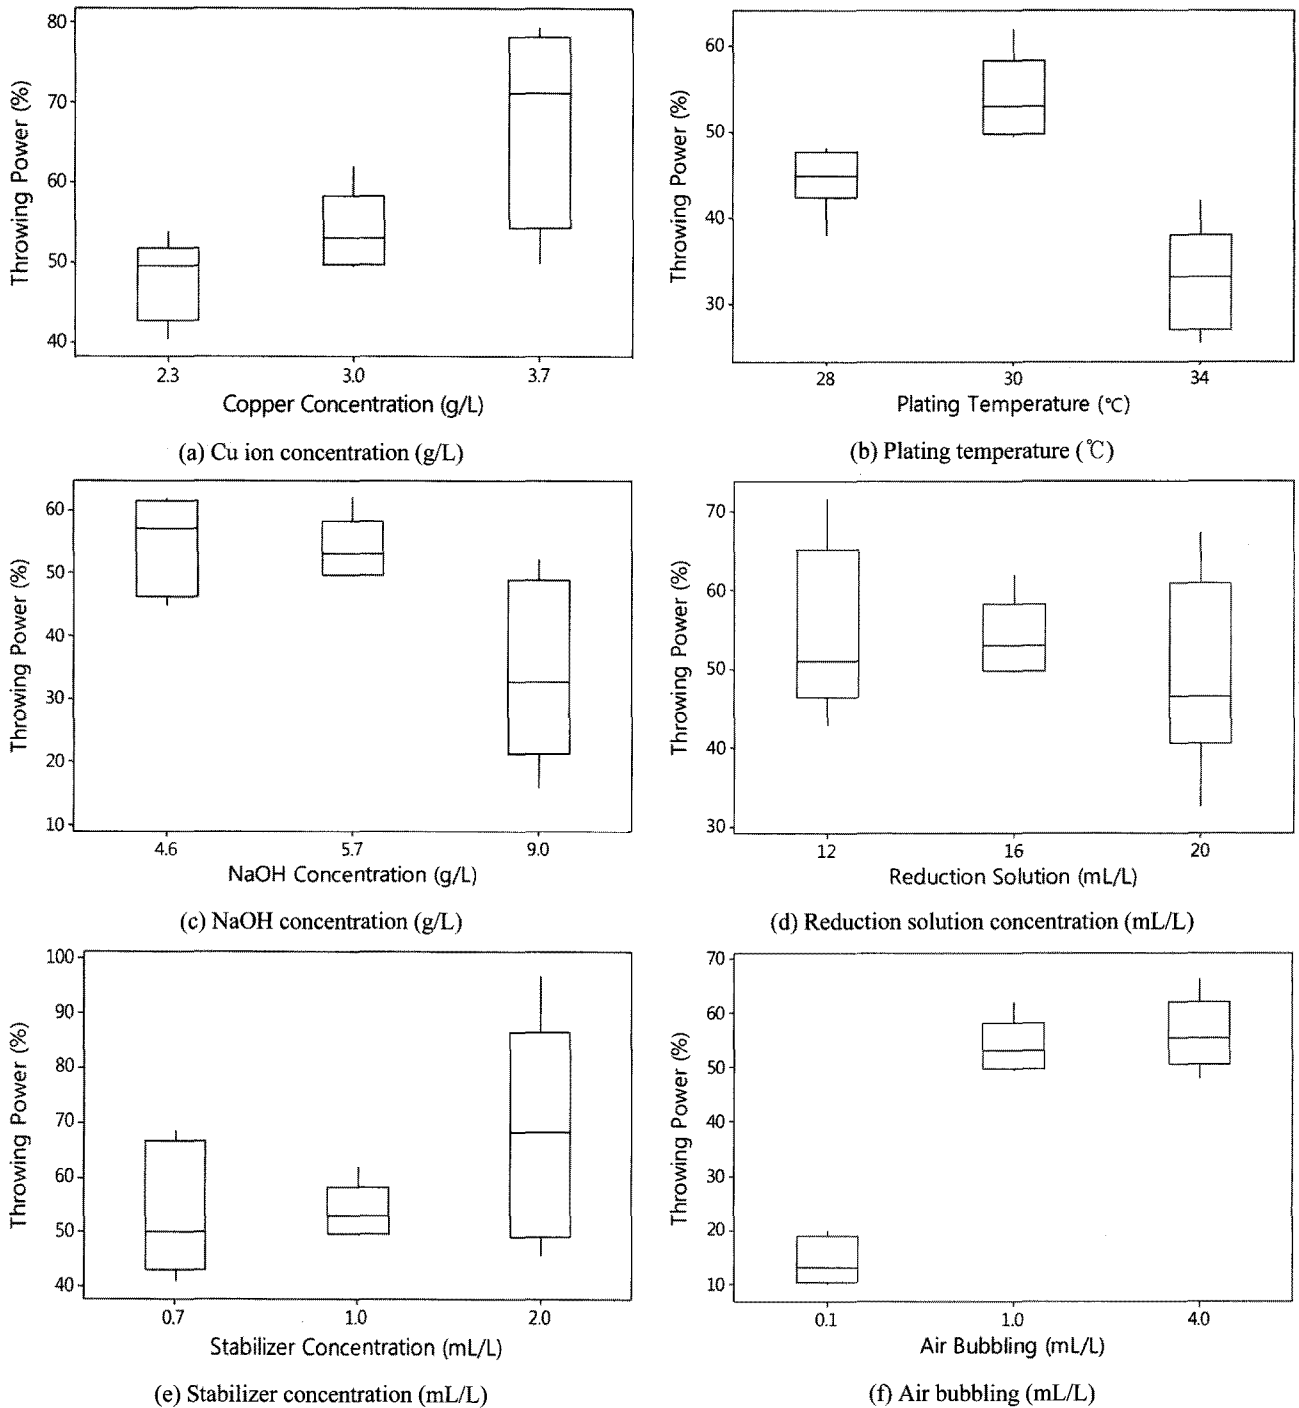 80
70
60
50
40
Throwing Power (%)
2.3 3.0 3.7
Copper Concentration (g/L)
(a) Cu ion concentration (g/L)
60
50
40
30
Throwing Power (%)
28 30 34
Plating Temperature (℃)
(b) Plating temperature (℃)
60
50
40
30
20
10
Throwing Power (%)
4.6 5.7 9.0
NaOH Concentration (g/L)
(c) NaOH concentration (g/L)
70
60
50
40
30
Throwing Power (%)
12 16 20
Reduction Solution (mL/L)
(d) Reduction solution concentration (mL/L)
100
90
80
70
60
50
40
Throwing Power (%)
0.7 1.0 2.0
Stabilizer Concentration (mL/L)
(e) Stabilizer concentration (mL/L)
70
60
50
40
30
20
10
Throwing Power (%)
0.1 1.0 4.0
Air Bubbling (mL/L)
(f) Air bubbling (mL/L)